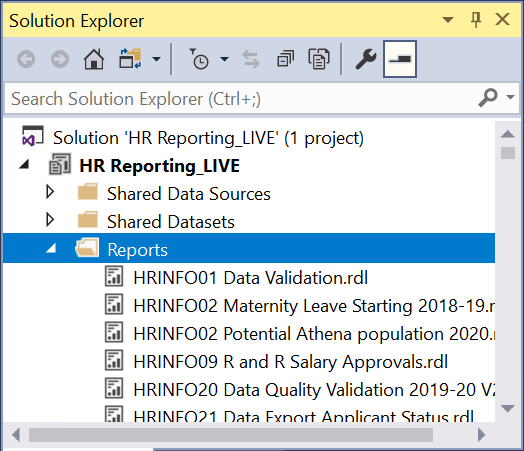 Solution Explorer
Search Solution Explorer (Ctrl+;)
Solution 'HR Reporting_LIVE' (1 project)
HR Reporting_LIVE
Shared Data Sources
Shared Datasets
Reports
HRINFO01 Data Validation.rdl
HRINFO02 Maternity Leave Starting 2018-19.r
HRINFO02 Potential Athena population 2020.
HRINFO09 R and R Salary Approvals.rdl
HRINFO20 Data Quality Validation 2019-20 V2
HRINFO21 Data Export Applicant Status.rdl